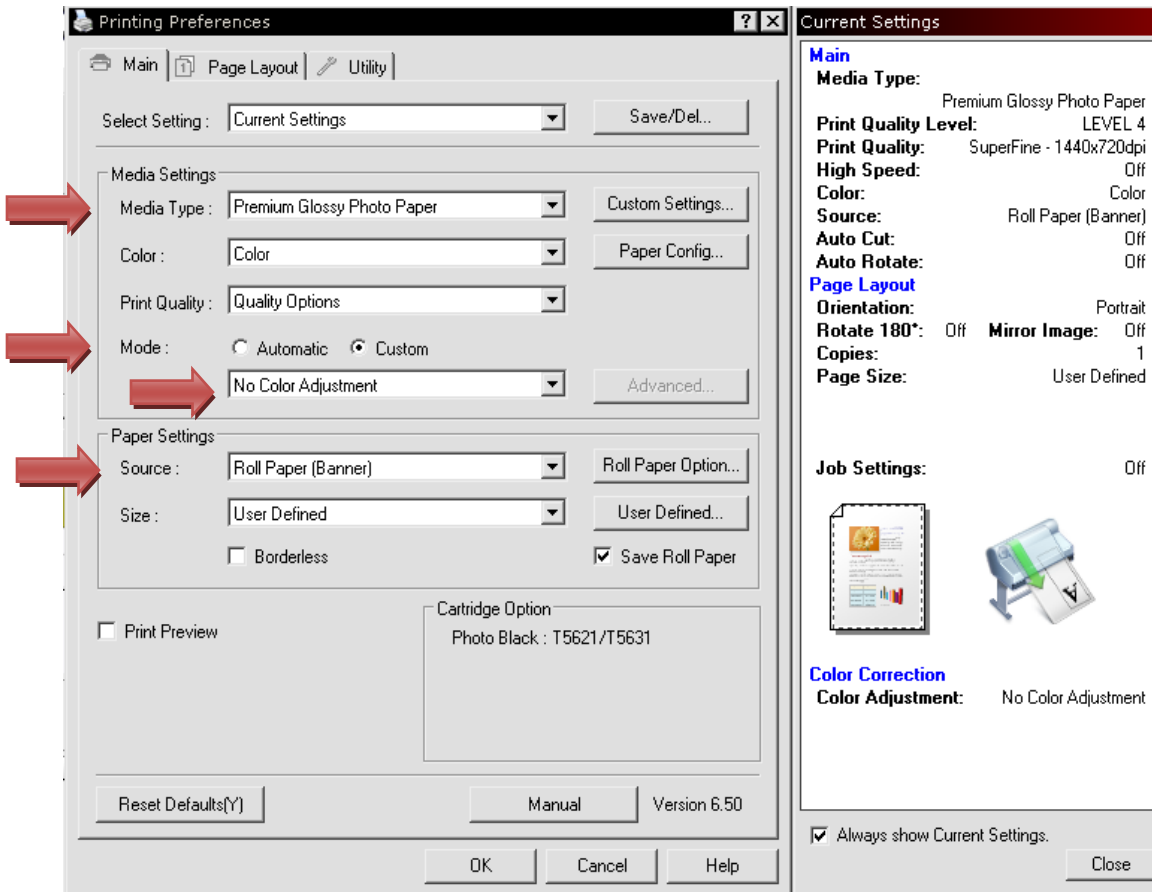 Printing Preferences
Main
Page Layout
Utility
Select Setting :
Current Settings
Save/Del...
Media Settings
Media Type :
Premium Glossy Photo Paper
Custom Settings...
Color :
Color
Paper Config...
Print Quality :
Quality Options
Mode :
Automatic
Custom
No Color Adjustment
Advanced...
Paper Settings
Source :
Roll Paper (Banner)
Roll Paper Option...
Size :
User Defined
User Defined...
Borderless
Save Roll Paper
Print Preview
Cartridge Option
Photo Black : T5621/T5631
Reset Defaults(Y)
Manual
Version 6.50
OK
Cancel
Help
Current Settings
Main
Media Type:
Premium Glossy Photo Paper
Print Quality Level: LEVEL 4
Print Quality: SuperFine - 1440x720dpi
High Speed: Off
Color: Color
Source: Roll Paper (Banner)
Auto Cut: Off
Auto Rotate: Off
Page Layout
Orientation: Portrait
Rotate 180°: Off Mirror Image: Off
Copies: 1
Page Size: User Defined
Job Settings: Off
A
Color Correction
Color Adjustment: No Color Adjustment
Always show Current Settings.
Close